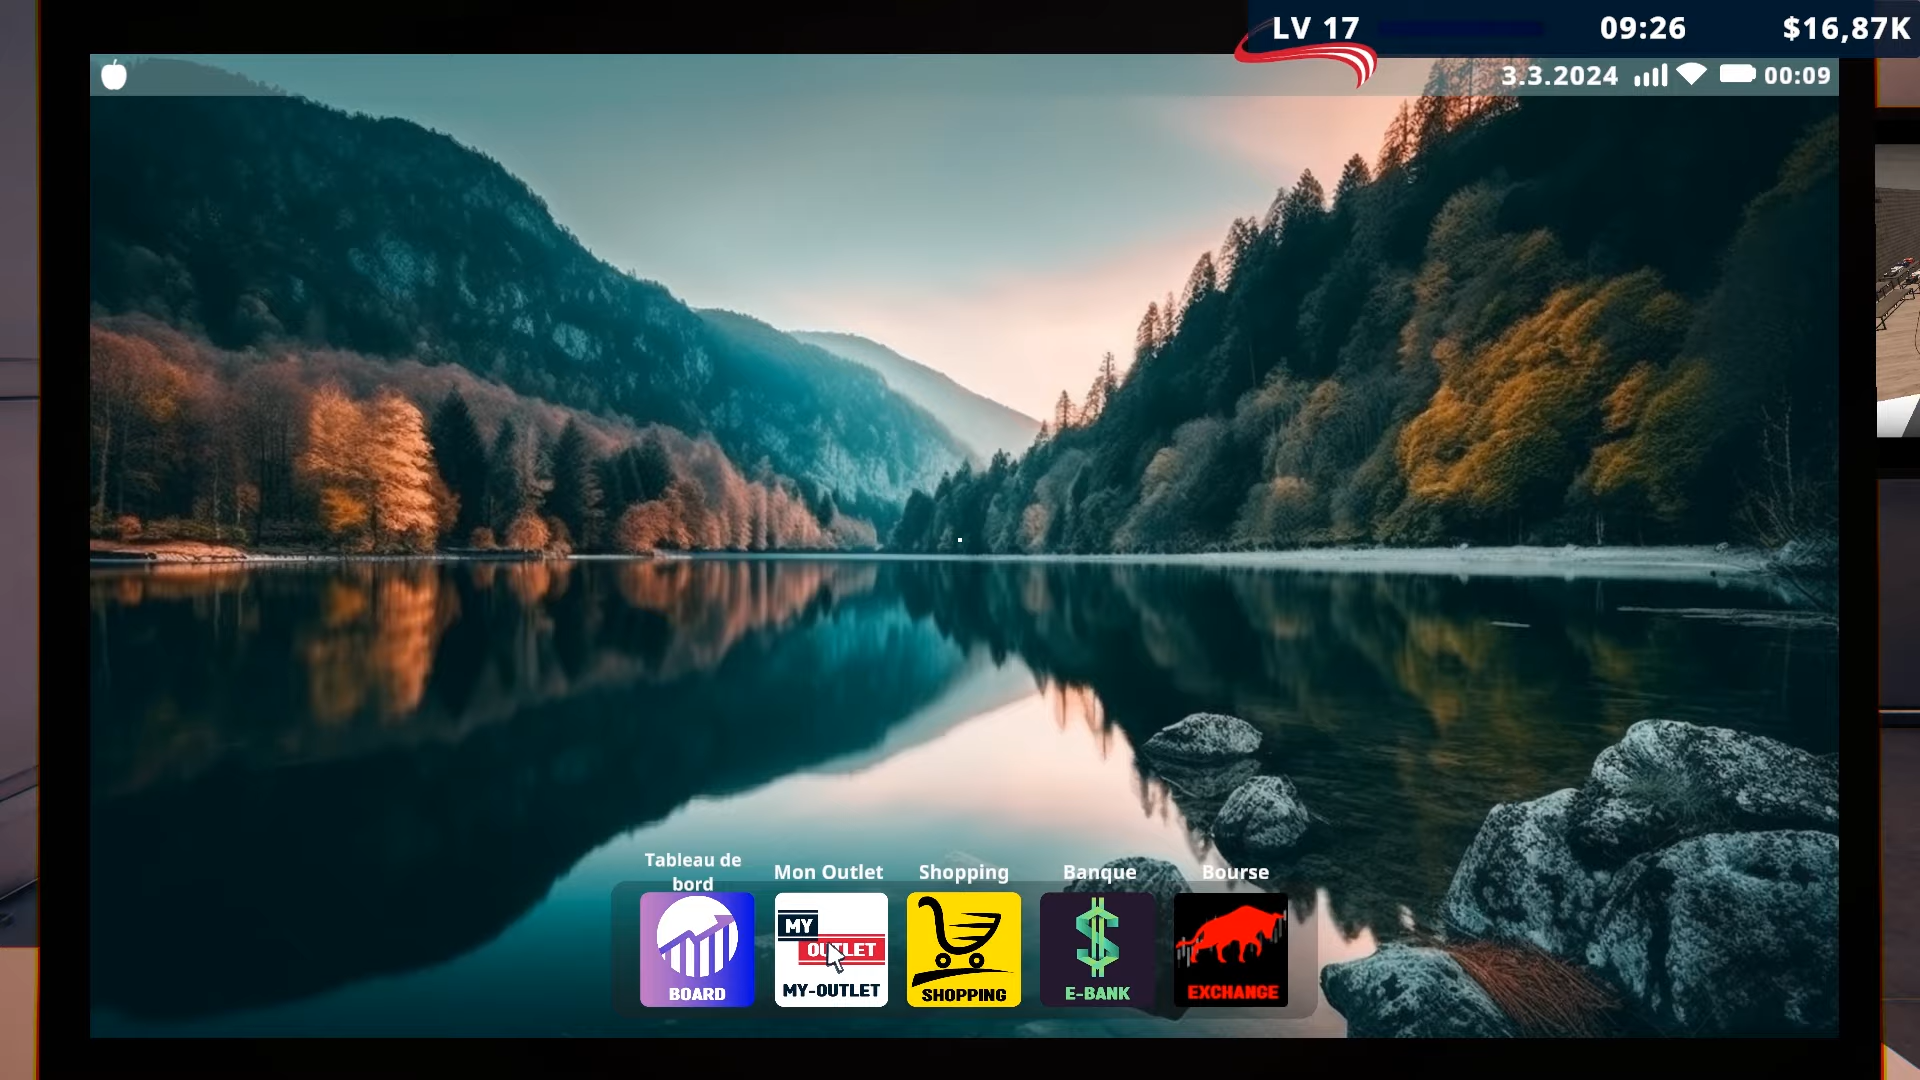 LV 17
09:26
$16,87K
3.3.2024
00:09
Tableau de
bord
Mon Outlet
Shopping
Banque
Bourse
BOARD
MY
OUTLET
MY-OUTLET
SHOPPING
E-BANK
EXCHANGE